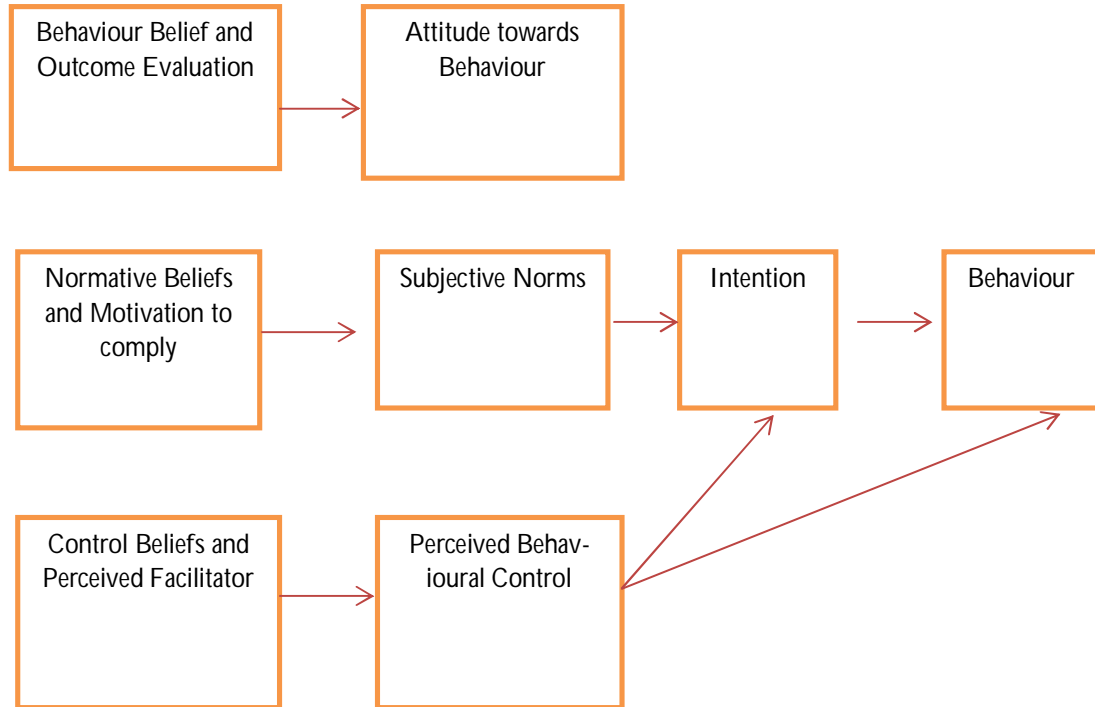 Behaviour Belief and
Outcome Evaluation
Attitude towards
Behaviour
Normative Beliefs
and Motivation to
comply
Subjective Norms
Intention
Behaviour
Control Beliefs and
Perceived Facilitator
Perceived Behav-
ioural Control